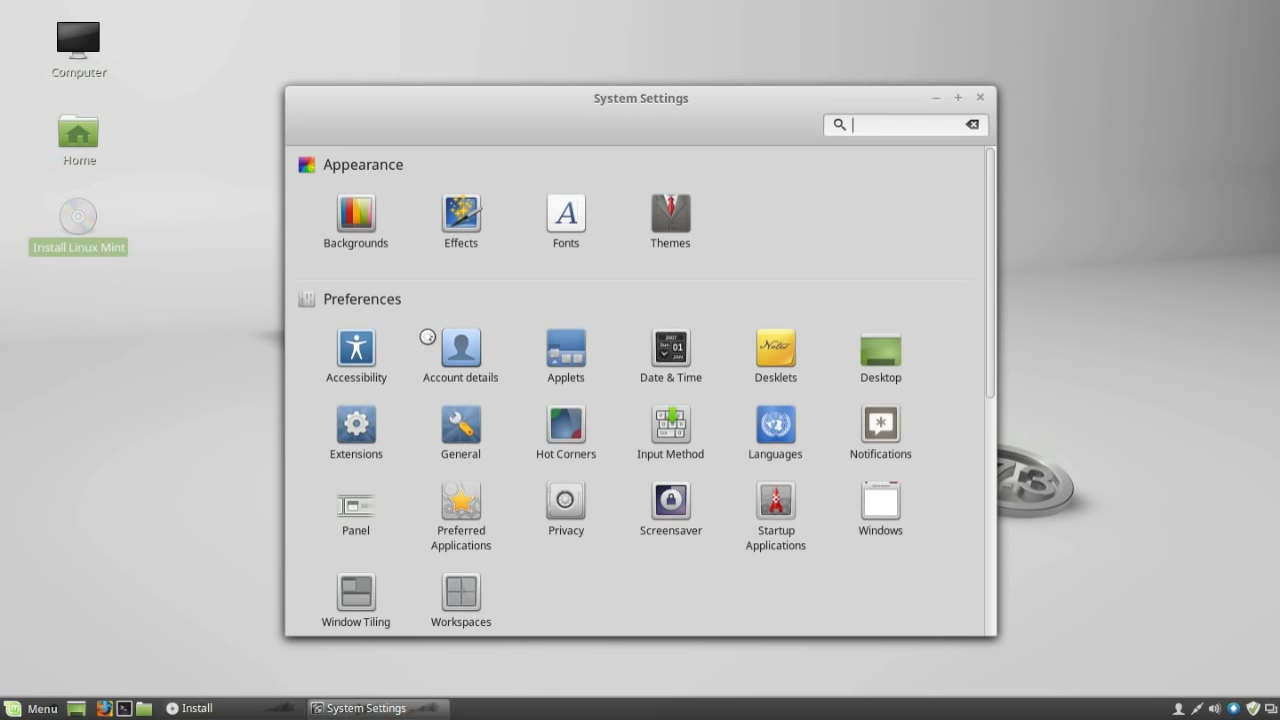 Computer
Home
Install Linux Mint
System Settings
Appearance
Backgrounds
Effects
Fonts
Themes
Preferences
Accessibility
Account details
Applets
Date & Time
Desklets
Desktop
Extensions
General
Hot Corners
Input Method
Languages
Notifications
Panel
Preferred
Applications
Privacy
Screensaver
Startup
Applications
Windows
Window Tiling
Workspaces
Menu
Install
System Settings